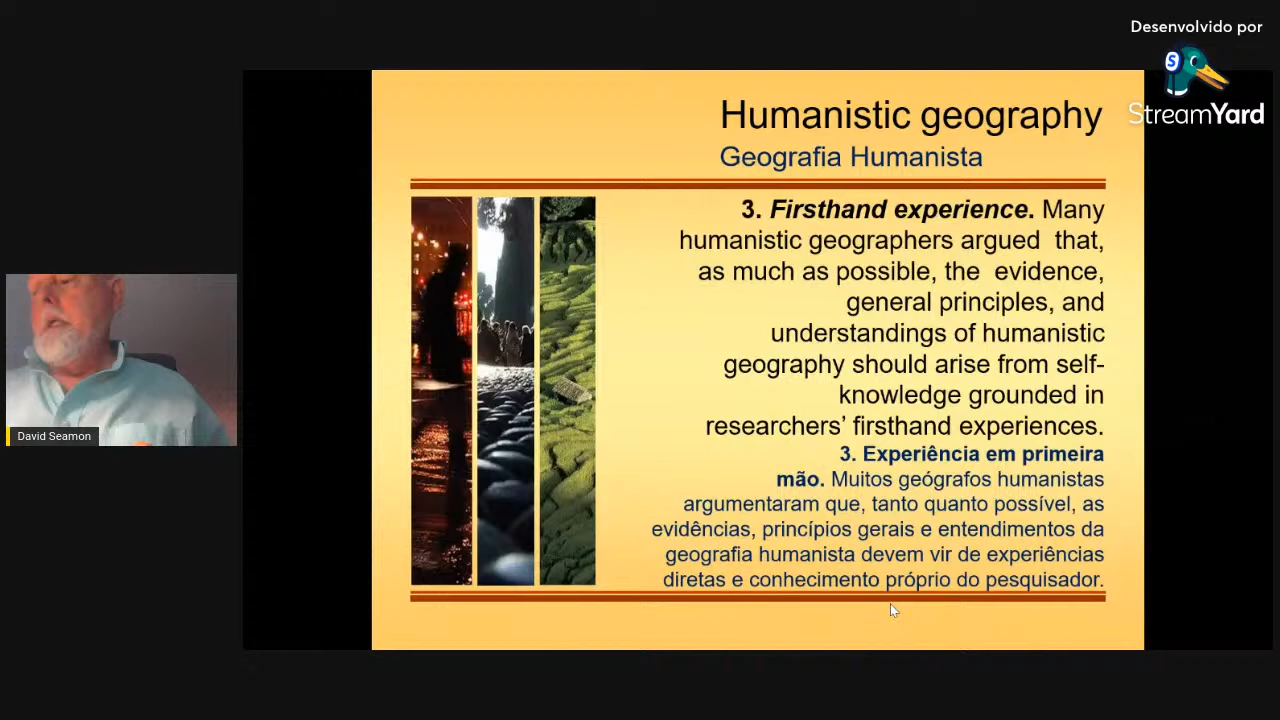 Desenvolvido por
S
StreamYard
Humanistic geography
Geografia Humanista
3. Firsthand experience. Many
humanistic geographers argued that,
as much as possible, the evidence,
general principles, and
understandings of humanistic
geography should arise from self-
knowledge grounded in
researchers’ firsthand experiences.
3. Experiência em primeira
mão. Muitos geógrafos humanistas
argumentaram que, tanto quanto possível, as
evidências, princípios gerais e entendimentos da
geografia humanista devem vir de experiências
diretas e conhecimento próprio do pesquisador.
David Seamon